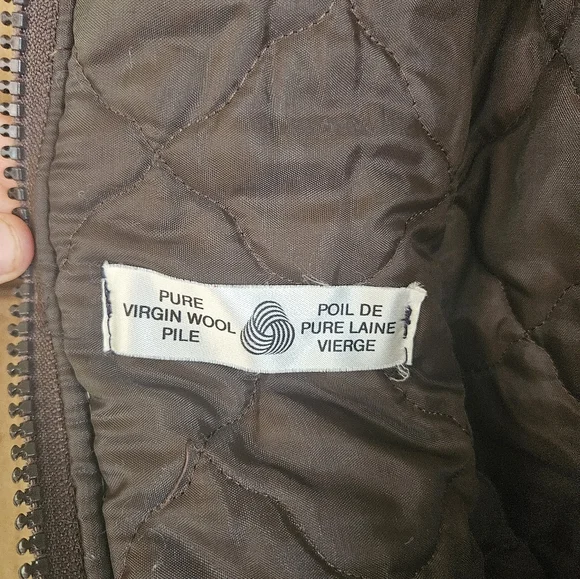 PURE
VIRGIN WOOL
PILE
POIL DE
PURE LAINE
VIERGE